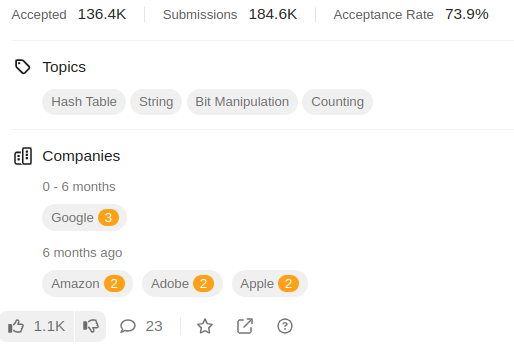 Accepted 136.4K Submissions 184.6K Acceptance Rate 73.9%
Topics
Hash Table String Bit Manipulation Counting
Companies
0 - 6 months
Google 3
6 months ago
Amazon 2 Adobe 2 Apple 2
1.1K 23